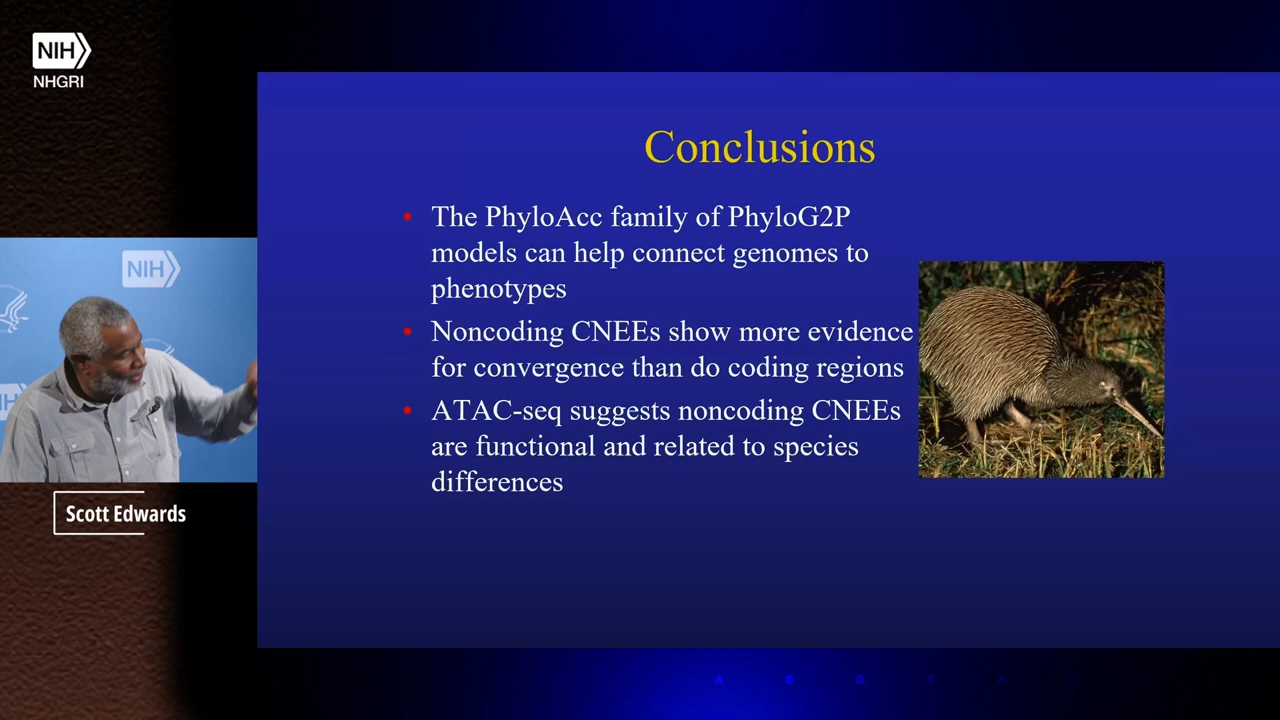 NIH
NHGRI
Conclusions
• The PhyloAcc family of PhyloG2P
models can help connect genomes to
phenotypes
• Noncoding CNEEs show more evidence
for convergence than do coding regions
• ATAC-seq suggests noncoding CNEEs
are functional and related to species
differences
NIH
Scott Edwards
A C G T